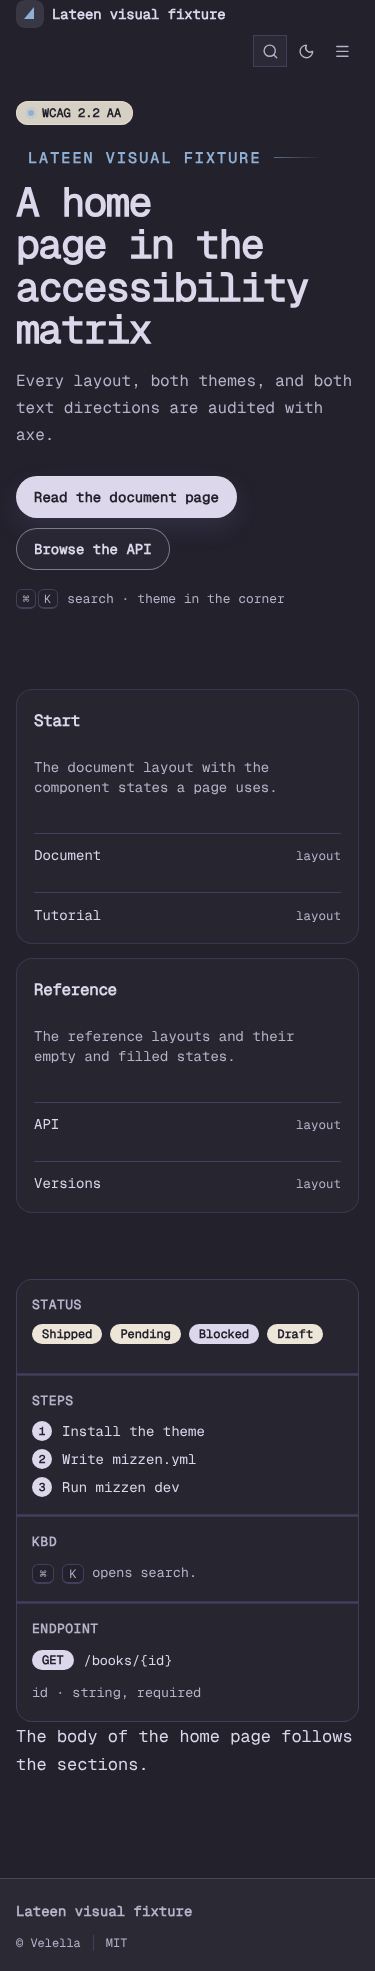 Lateen visual fixture
WCAG 2.2 AA
LATEEN VISUAL FIXTURE
A home
page in the
accessibility
matrix
Every layout, both themes, and both
text directions are audited with
axe.
Read the document page
Browse the API
⌘ K search · theme in the corner
Start
The document layout with the
component states a page uses.
Document layout
Tutorial layout
Reference
The reference layouts and their
empty and filled states.
API layout
Versions layout
STATUS
Shipped Pending Blocked Draft
STEPS
1 Install the theme
2 Write mizzen.yml
3 Run mizzen dev
KBD
⌘ K opens search.
ENDPOINT
GET /books/{id}
id · string, required
The body of the home page follows
the sections.
Lateen visual fixture
© Velella MIT